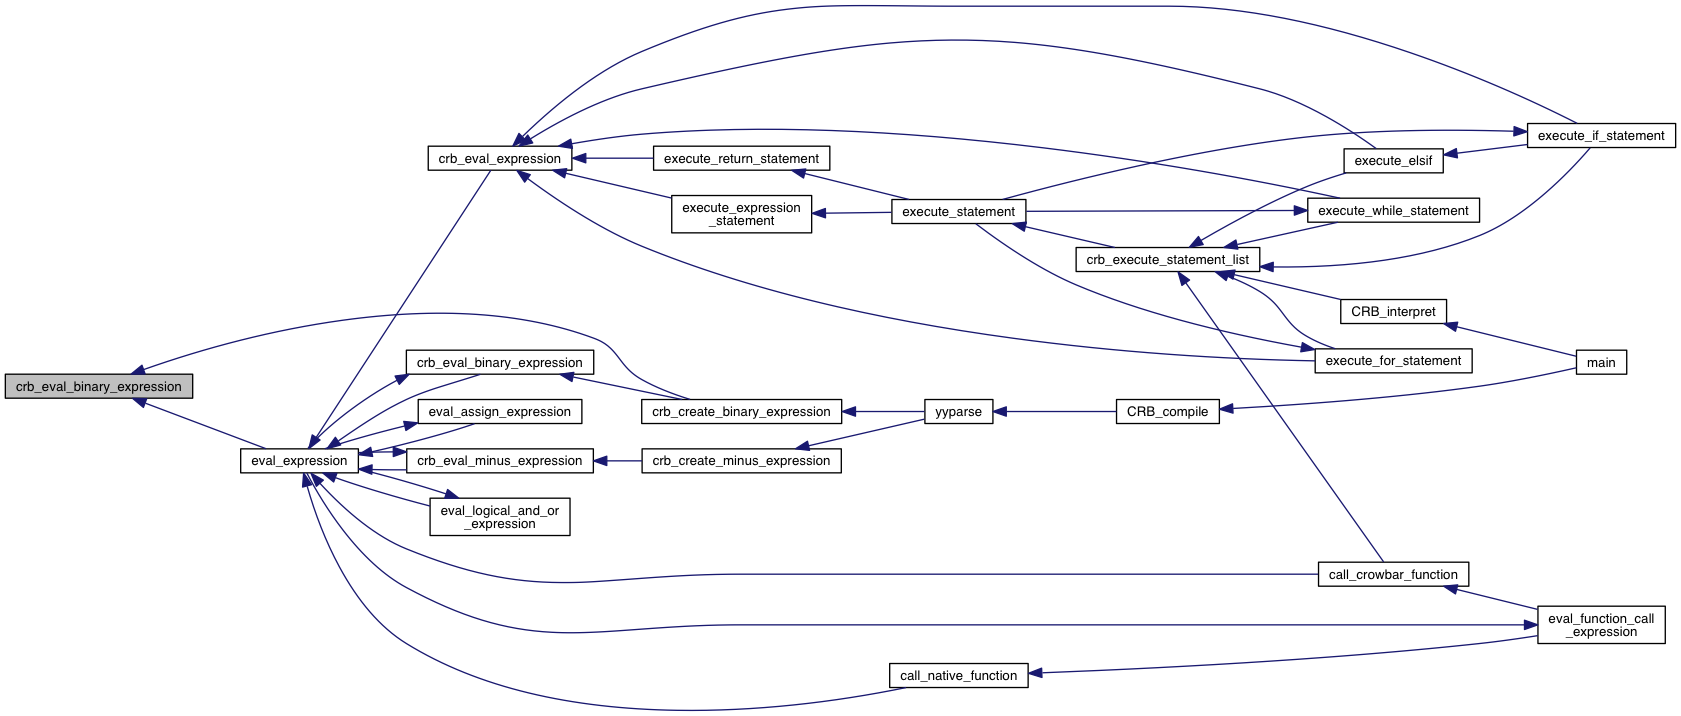 execute_if_statement
crb_eval_expression
execute_return_statement
execute_elsif
execute_expression
_statement
execute_statement
execute_while_statement
crb_execute_statement_list
CRB_interpret
execute_for_statement
main
crb_eval_binary_expression
crb_eval_binary_expression
eval_assign_expression
crb_create_binary_expression
yyparse
CRB_compile
eval_expression
crb_eval_minus_expression
crb_create_minus_expression
eval_logical_and_or
_expression
call_crowbar_function
eval_function_call
_expression
call_native_function